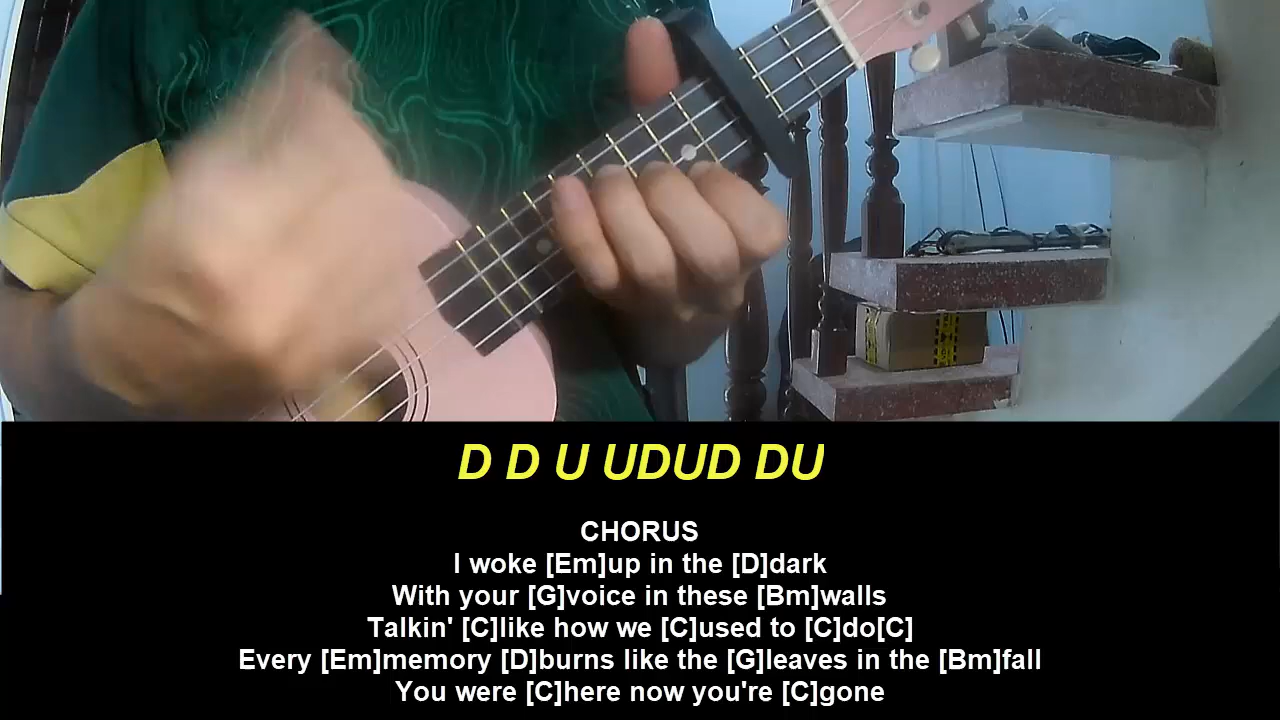 D D U UDUD DU
CHORUS
I woke [Em]up in the [D]dark
With your [G]voice in these [Bm]walls
Talkin' [C]like how we [C]used to [C]do[C]
Every [Em]memory [D]burns like the [G]leaves in the [Bm]fall
You were [C]here now you're [C]gone